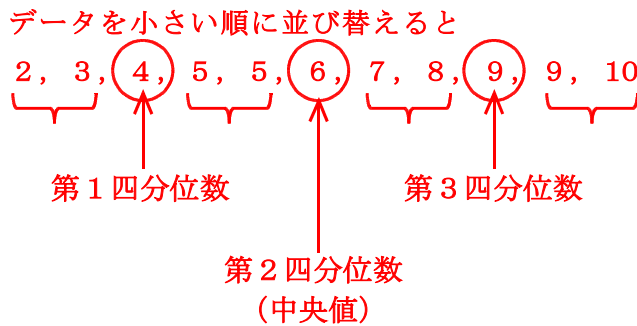 データを小さい順に並び替えると
２，３，４，５，５，６，７，８，９，９，10
第１四分位数　第３四分位数
第２四分位数
（中央値）